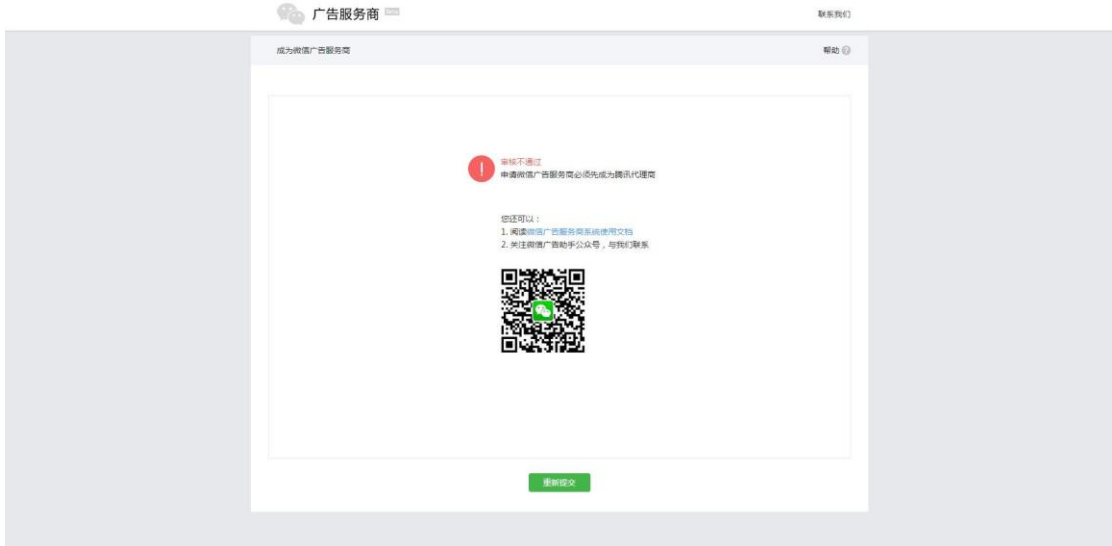 广告服务商 Beta
联系我们
成为微信广告服务商
帮助 ?
审核不通过
申请微信广告服务商必须先成为腾讯代理商
您还可以：
1. 阅读微信广告服务商系统使用文档
2. 关注微信广告助手公众号，与我们联系
重新提交